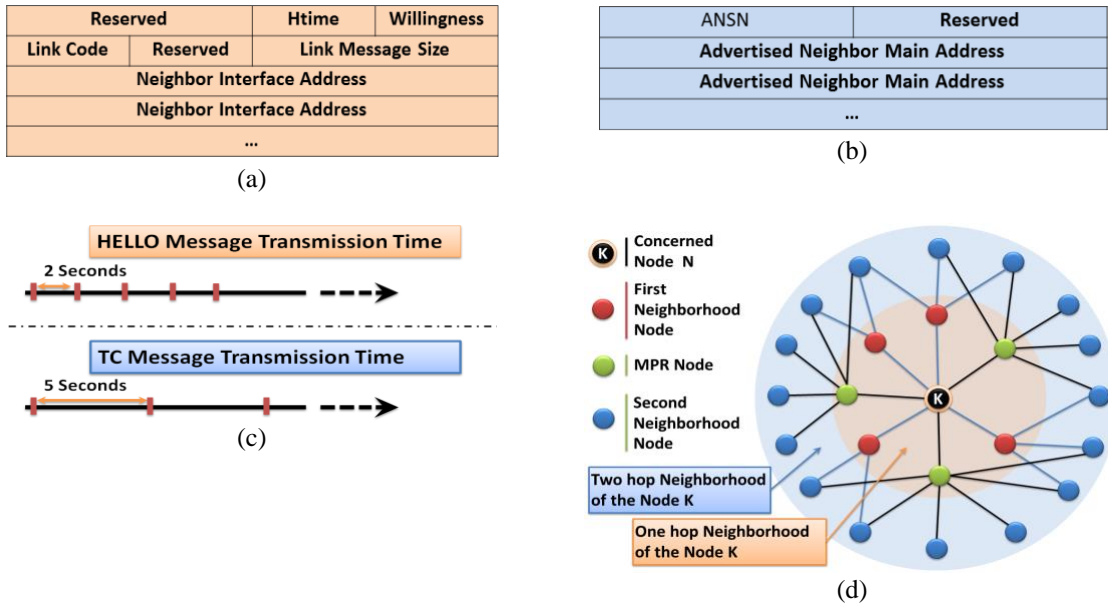 Reserved Htime Willingness
Link Code Reserved Link Message Size
Neighbor Interface Address
Neighbor Interface Address
...
(a)
ANSN Reserved
Advertised Neighbor Main Address
Advertised Neighbor Main Address
...
(b)
HELLO Message Transmission Time
2 Seconds
TC Message Transmission Time
5 Seconds
(c)
K Concerned
Node N
First
Neighborhood
Node
MPR Node
Second
Neighborhood
Node
K
Two hop Neighborhood
of the Node K
One hop Neighborhood
of the Node K
(d)